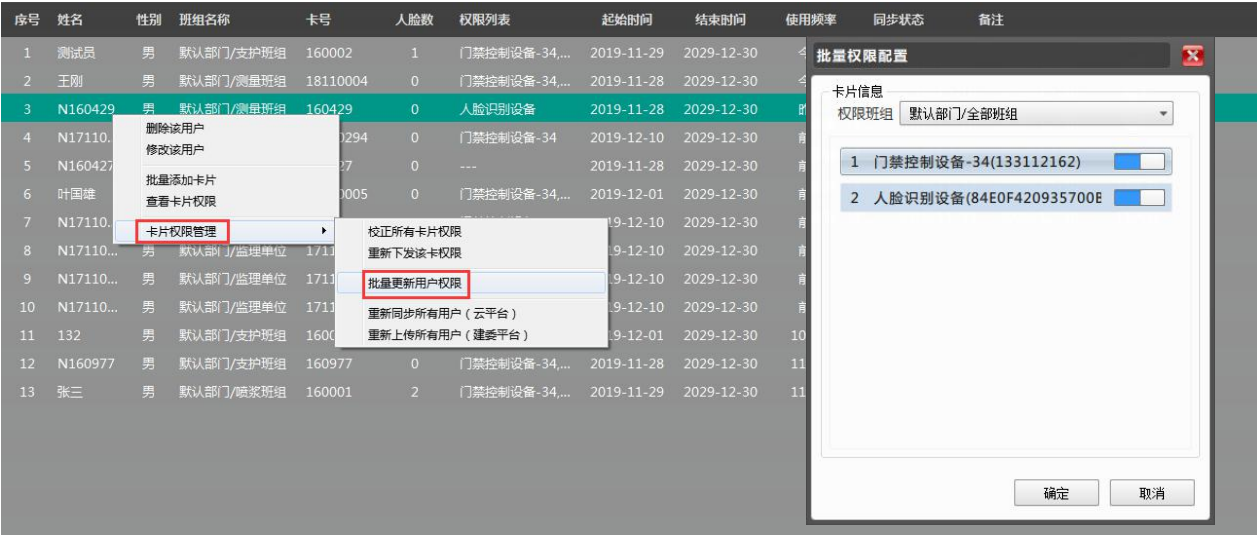 序号 姓名 性别 班组名称 卡号 人脸数 权限列表 起始时间 结束时间 使用频率 同步状态 备注
1 测试员 男 默认部门/支护班组 160002 1 门禁控制设备-34,... 2019-11-29 2029-12-30
2 王刚 男 默认部门/测量班组 18110004 0 门禁控制设备-34,... 2019-11-28 2029-12-30
3 N160429 男 默认部门/测量班组 160429 0 人脸识别设备 2019-11-28 2029-12-30
4 N17110. 0294 0 门禁控制设备-34 2019-12-10 2029-12-30
5 N160427 27 0 --- 2019-11-28 2029-12-30
6 叶国雄 0005 0 门禁控制设备-34,... 2019-12-01 2029-12-30
7 N17110. 19-12-10 2029-12-30
8 N17110... 男 默认部门/监理单位 1711 19-12-10 2029-12-30
9 N17110... 男 默认部门/监理单位 1711 19-12-10 2029-12-30
10 N17110... 男 默认部门/监理单位 1711 19-12-10 2029-12-30
11 132 男 默认部门/支护班组 1600 19-12-01 2029-12-30 10
12 N160977 男 默认部门/支护班组 160977 0 门禁控制设备-34,... 2019-11-28 2029-12-30 11
13 张三 男 默认部门/喷浆班组 160001 2 门禁控制设备-34,... 2019-11-29 2029-12-30 11
删除该用户
修改该用户
批量添加卡片
查看卡片权限
卡片权限管理
校正所有卡片权限
重新下发该卡权限
批量更新用户权限
重新同步所有用户（云平台）
重新上传所有用户（建委平台）
批量权限配置
卡片信息
权限班组 默认部门/全部班组
1 门禁控制设备-34(133112162)
2 人脸识别设备(84E0F420935700E
确定 取消